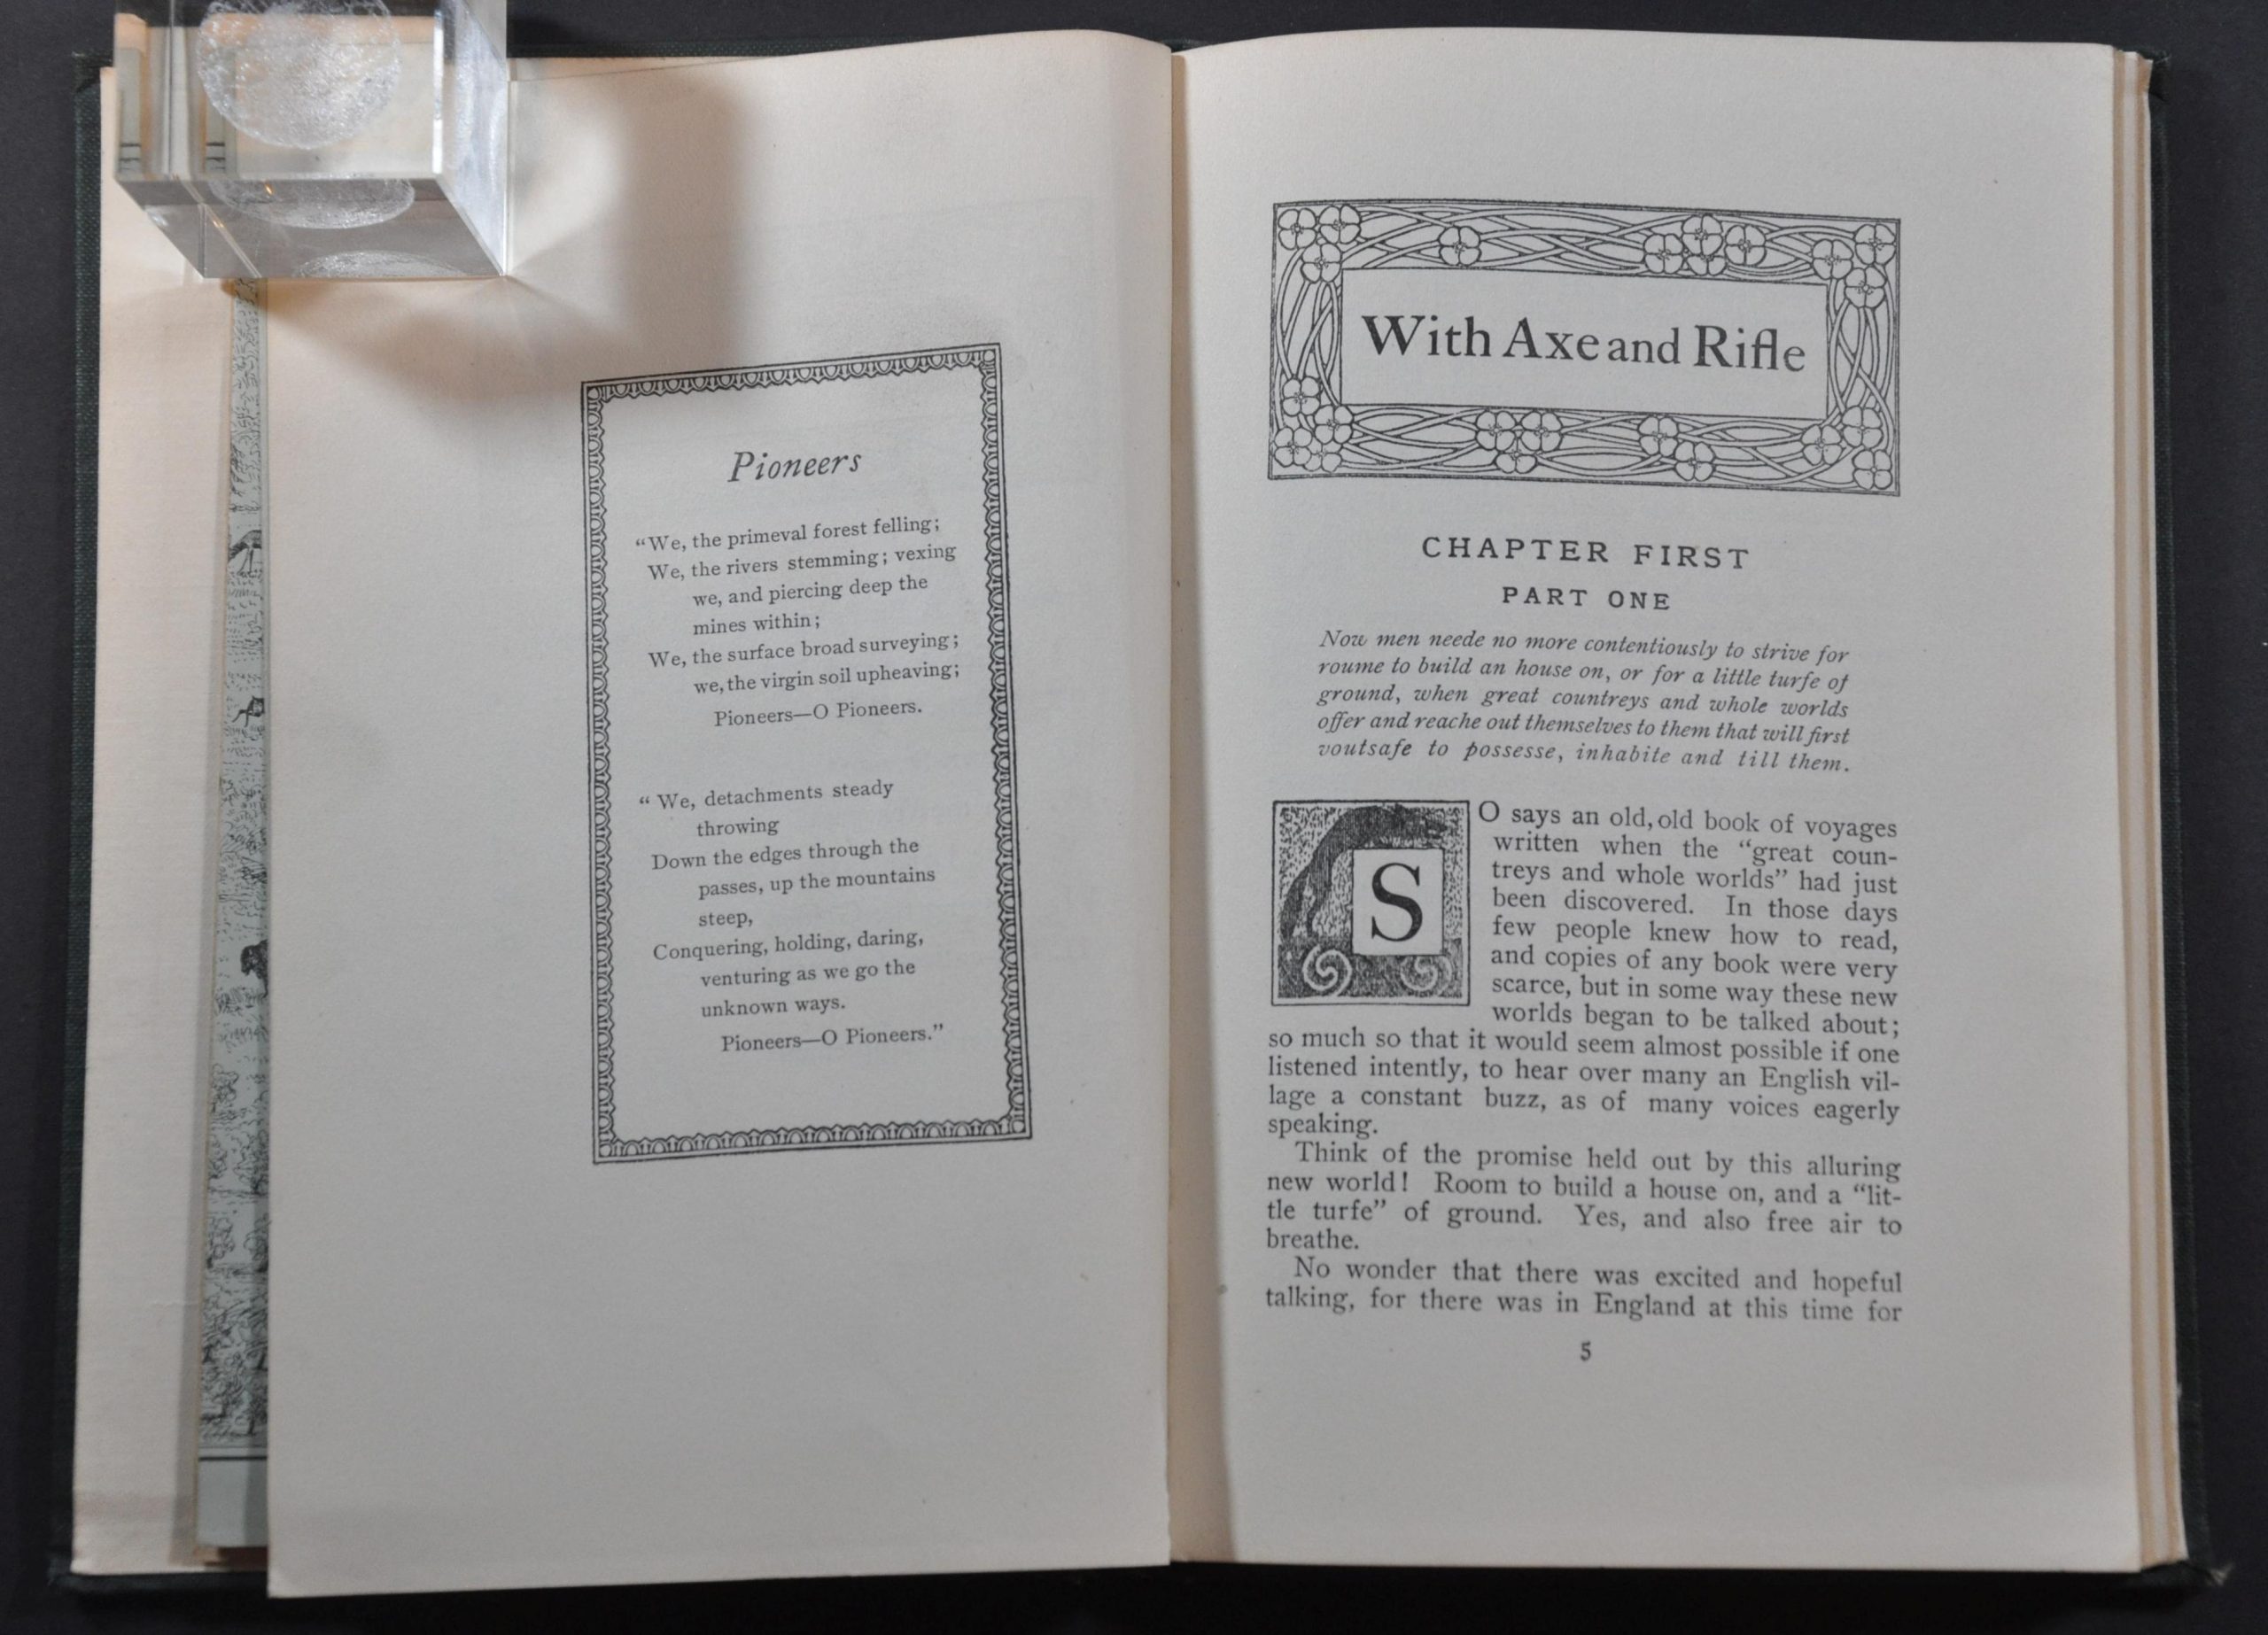 Pioneers
“We, the primeval forest felling;
We, the rivers stemming; vexing
we, and piercing deep the
mines within;
We, the surface broad surveying;
we, the virgin soil upheaving;
Pioneers—O Pioneers.
“We, detachments steady
throwing
Down the edges through the
passes, up the mountains
steep,
Conquering, holding, daring,
venturing as we go the
unknown ways.
Pioneers—O Pioneers.”
With Axe and Rifle
CHAPTER FIRST
PART ONE
Now men neede no more contentiously to strive for
roume to build an house on, or for a little turfe of
ground, when great countreys and whole worlds
offer and reache out themselves to them that will first
voutsafe to possesse, inhabite and till them.
SO says an old, old book of voyages
written when the “great coun-
treys and whole worlds” had just
been discovered. In those days
few people knew how to read,
and copies of any book were very
scarce, but in some way these new
worlds began to be talked about;
so much so that it would seem almost possible if one
listened intently, to hear over many an English vil-
lage a constant buzz, as of many voices eagerly
speaking.
Think of the promise held out by this alluring
new world! Room to build a house on, and a “lit-
tle turfe” of ground. Yes, and also free air to
breathe.
No wonder that there was excited and hopeful
talking, for there was in England at this time for
5